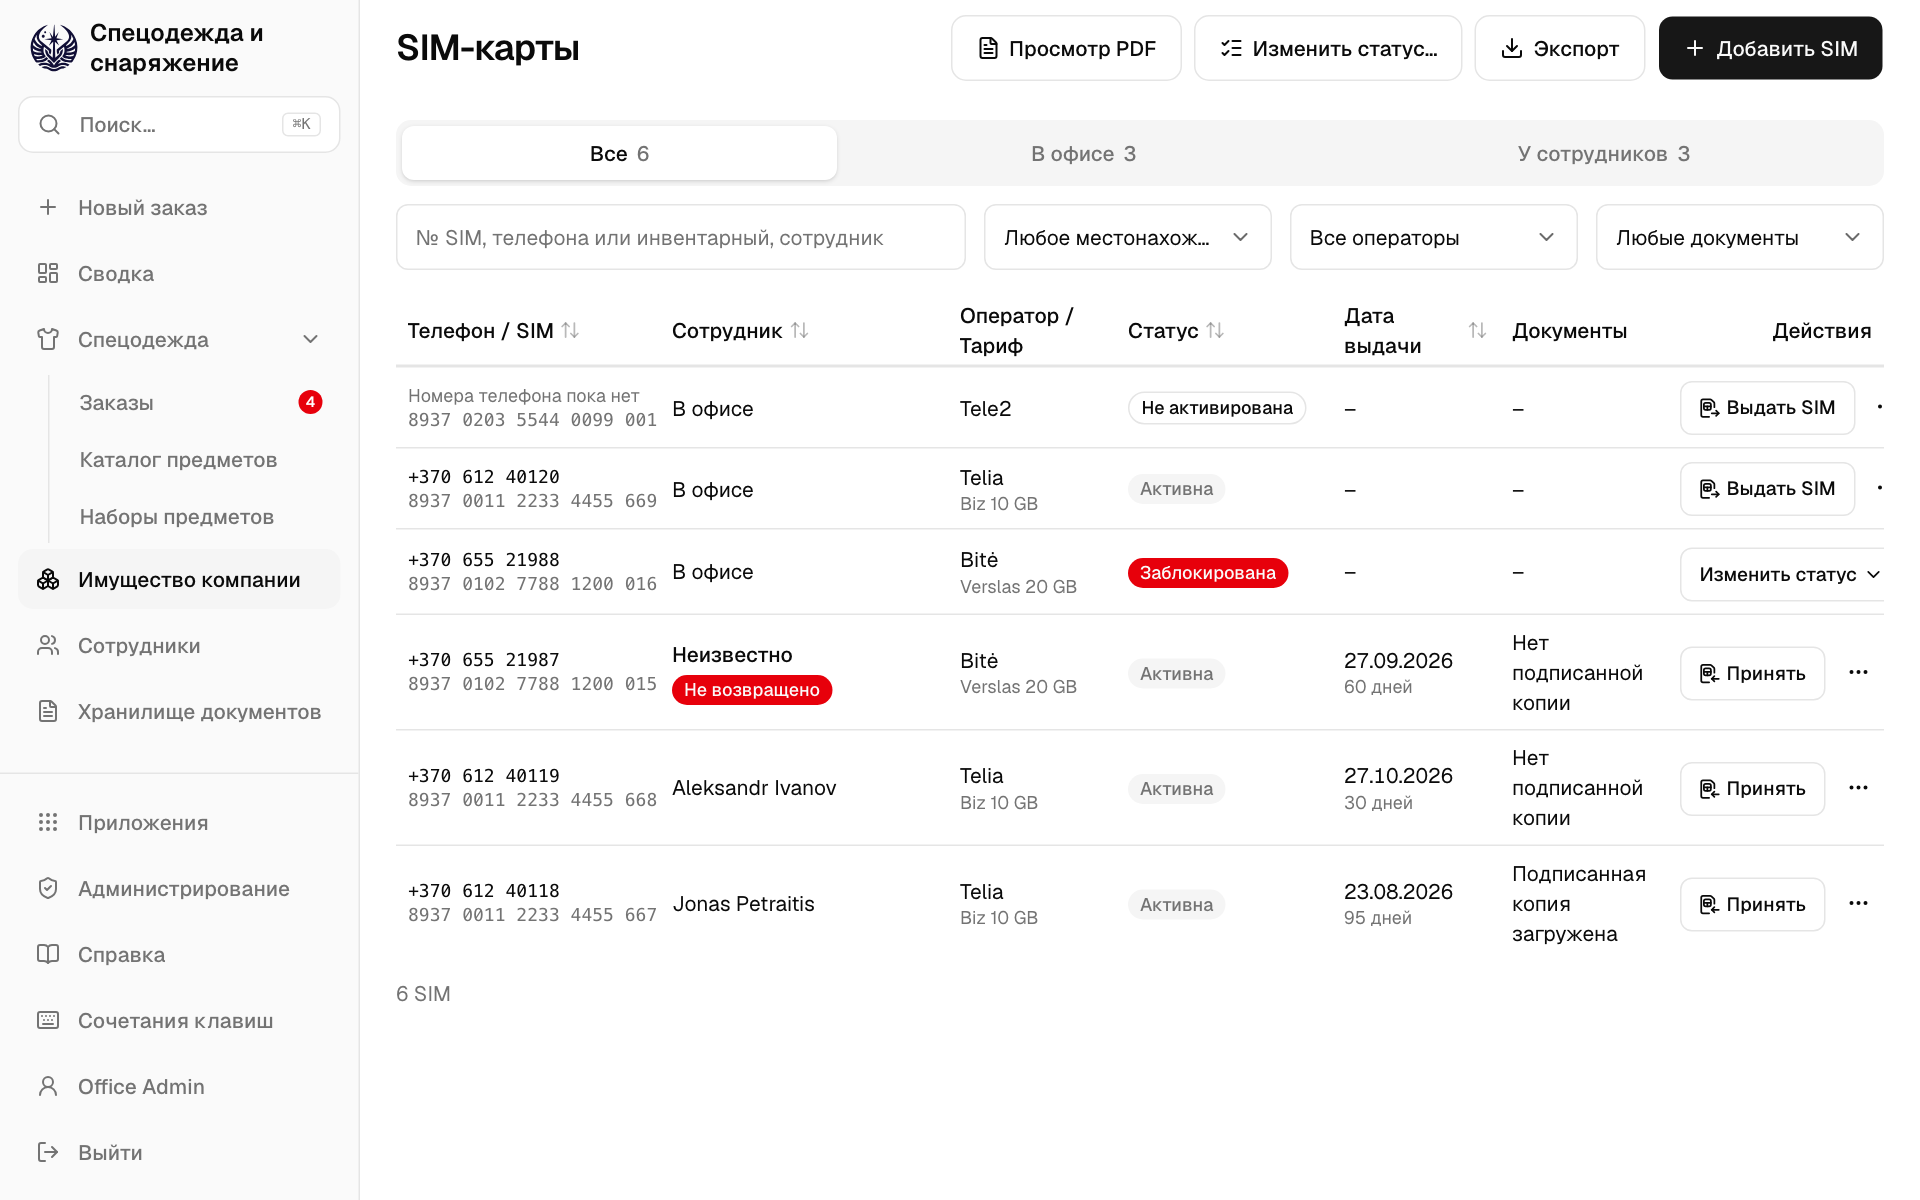 Спецодежда и
снаряжение
Поиск...
⌘K
Новый заказ
Сводка
Спецодежда
Заказы 4
Каталог предметов
Наборы предметов
Имущество компании
Сотрудники
Хранилище документов
Приложения
Администрирование
Справка
Сочетания клавиш
Office Admin
Выйти
SIM-карты
Просмотр PDF
Изменить статус...
Экспорт
Добавить SIM
Все 6
В офисе 3
У сотрудников 3
№ SIM, телефона или инвентарный, сотрудник
Любое местонахож...
Все операторы
Любые документы
Телефон / SIM
Сотрудник
Оператор /
Тариф
Статус
Дата
выдачи
Документы
Действия
Номера телефона пока нет
8937 0203 5544 0099 001
В офисе
Tele2
Не активирована
–
–
Выдать SIM
+370 612 40120
8937 0011 2233 4455 669
В офисе
Telia
Biz 10 GB
Активна
–
–
Выдать SIM
+370 655 21988
8937 0102 7788 1200 016
В офисе
Bitė
Verslas 20 GB
Заблокирована
–
–
Изменить статус
+370 655 21987
8937 0102 7788 1200 015
Неизвестно
Не возвращено
Bitė
Verslas 20 GB
Активна
27.09.2026
60 дней
Нет
подписанной
копии
Принять
+370 612 40119
8937 0011 2233 4455 668
Aleksandr Ivanov
Telia
Biz 10 GB
Активна
27.10.2026
30 дней
Нет
подписанной
копии
Принять
+370 612 40118
8937 0011 2233 4455 667
Jonas Petraitis
Telia
Biz 10 GB
Активна
23.08.2026
95 дней
Подписанная
копия
загружена
Принять
6 SIM